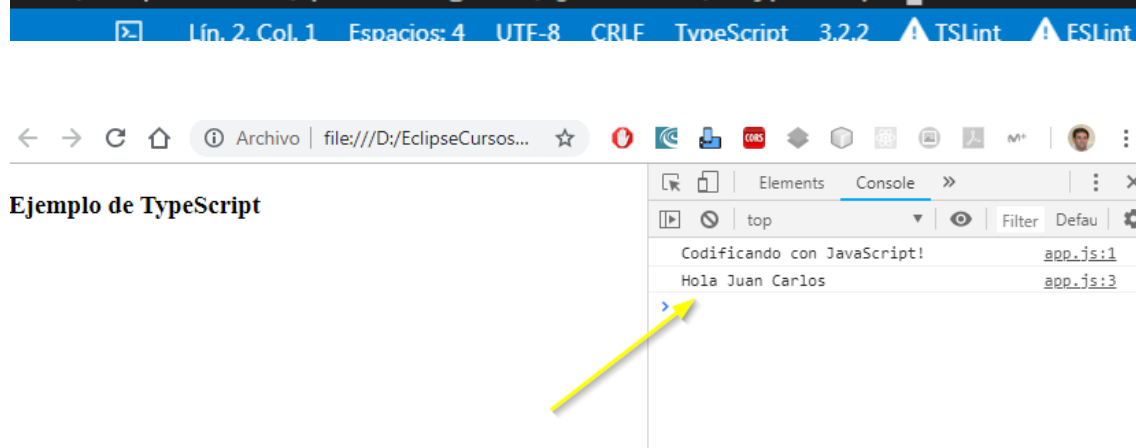 Lín. 2, Col. 1 Espacios: 4 UTF-8 CRLF TypeScript 3.2.2 TSLint ESLint
Archivo | file:///D:/EclipseCursos...
CORS
Elements Console »
Ejemplo de TypeScript
top Filter Defau
Codificando con JavaScript! app.js:1
Hola Juan Carlos app.js:3